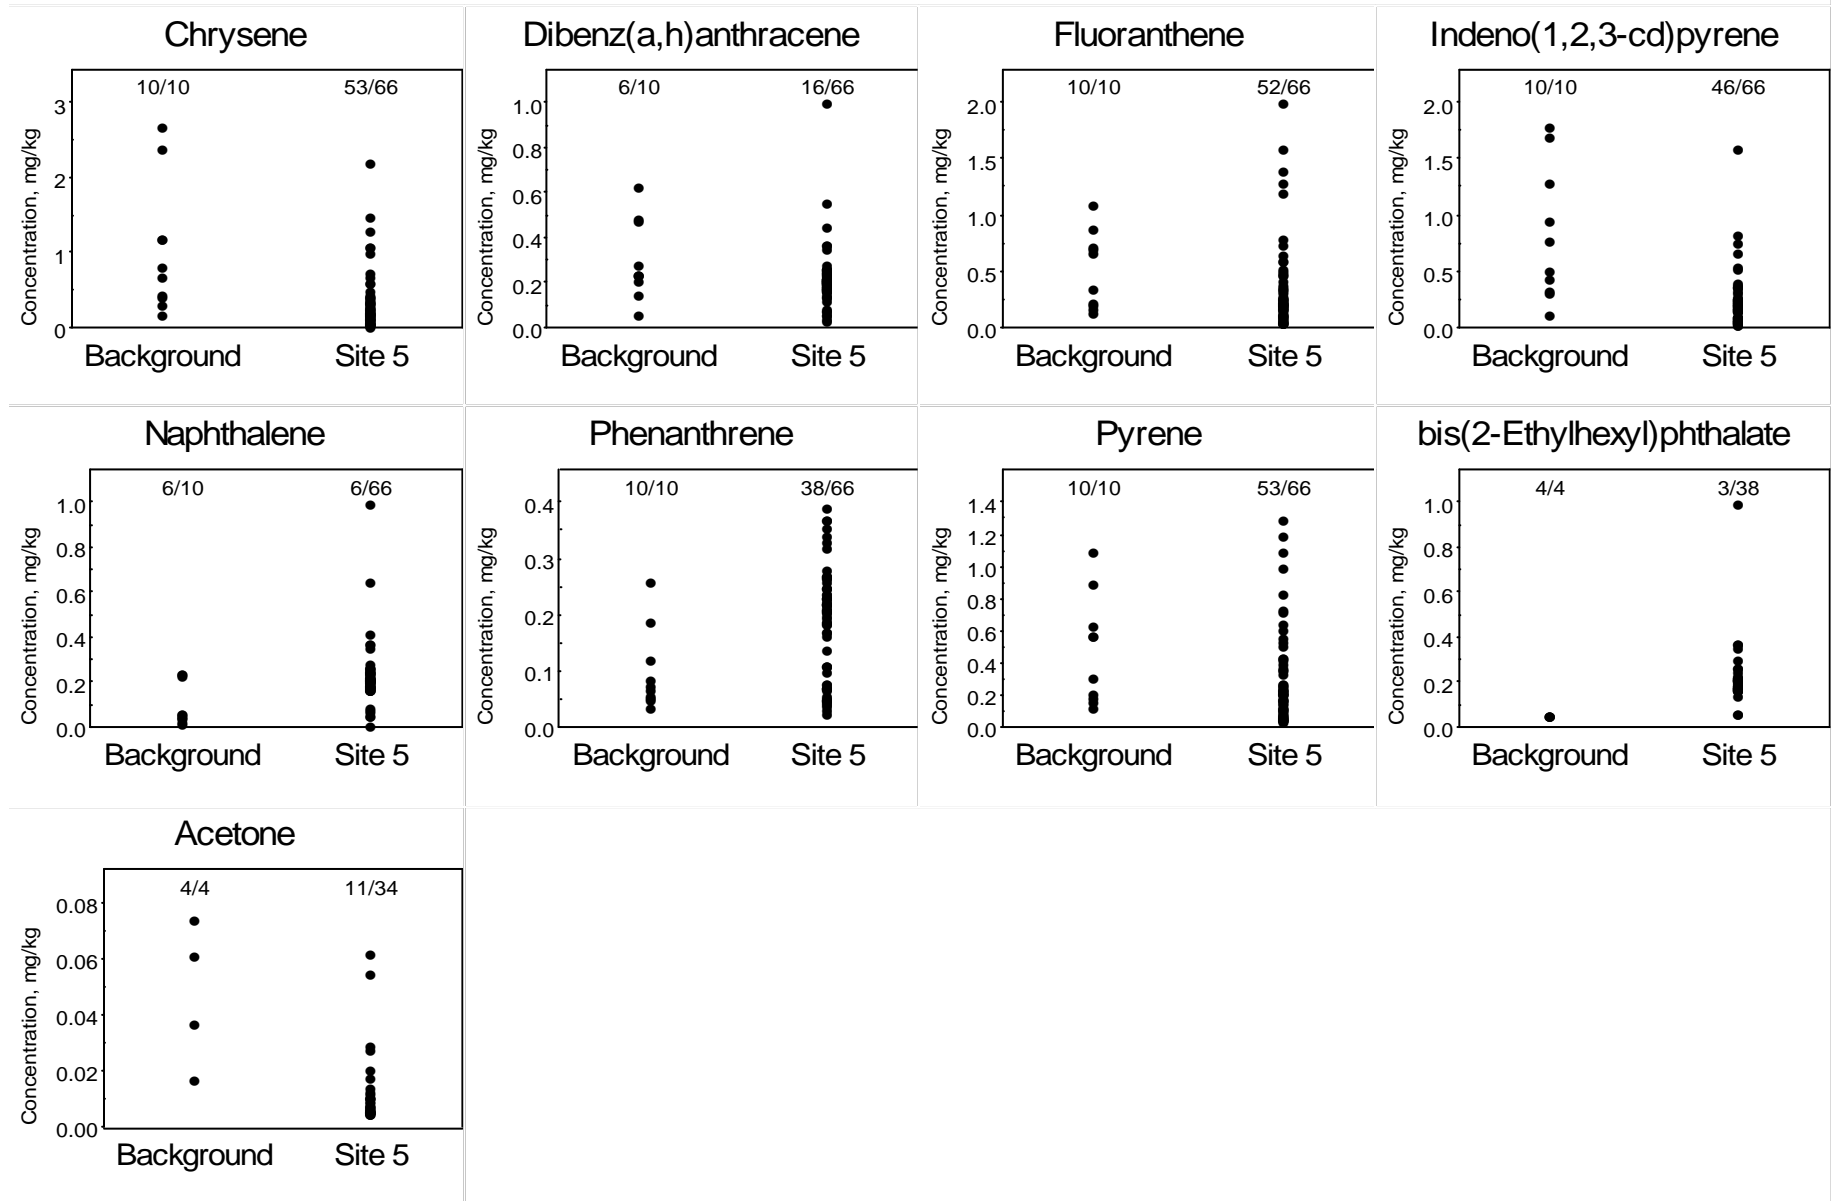 Chrysene
10/10 53/66
Concentration, mg/kg
3
2
1
0
Background Site 5
Dibenz(a,h)anthracene
6/10 16/66
Concentration, mg/kg
1.0
0.8
0.6
0.4
0.2
0.0
Background Site 5
Fluoranthene
10/10 52/66
Concentration, mg/kg
2.0
1.5
1.0
0.5
0.0
Background Site 5
Indeno(1,2,3-cd)pyrene
10/10 46/66
Concentration, mg/kg
2.0
1.5
1.0
0.5
0.0
Background Site 5
Naphthalene
6/10 6/66
Concentration, mg/kg
1.0
0.8
0.6
0.4
0.2
0.0
Background Site 5
Phenanthrene
10/10 38/66
Concentration, mg/kg
0.4
0.3
0.2
0.1
0.0
Background Site 5
Pyrene
10/10 53/66
Concentration, mg/kg
1.4
1.2
1.0
0.8
0.6
0.4
0.2
0.0
Background Site 5
bis(2-Ethylhexyl)phthalate
4/4 3/38
Concentration, mg/kg
1.0
0.8
0.6
0.4
0.2
0.0
Background Site 5
Acetone
4/4 11/34
Concentration, mg/kg
0.08
0.06
0.04
0.02
0.00
Background Site 5